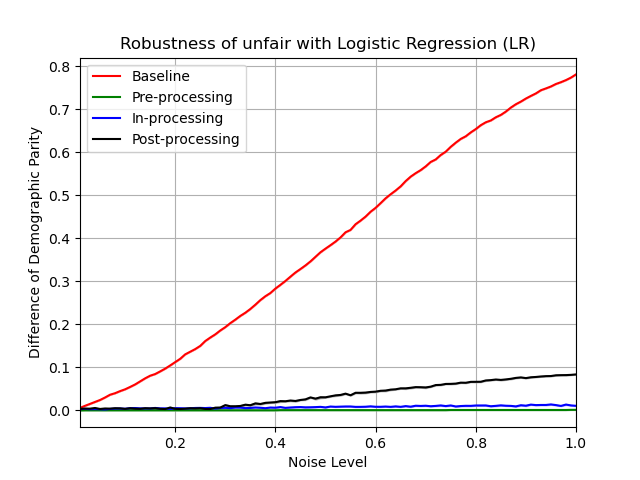 Robustness of unfair with Logistic Regression (LR)
Difference of Demographic Parity
0.8
0.7
0.6
0.5
0.4
0.3
0.2
0.1
0.0
Baseline
Pre-processing
In-processing
Post-processing
0.2 0.4 0.6 0.8 1.0
Noise Level